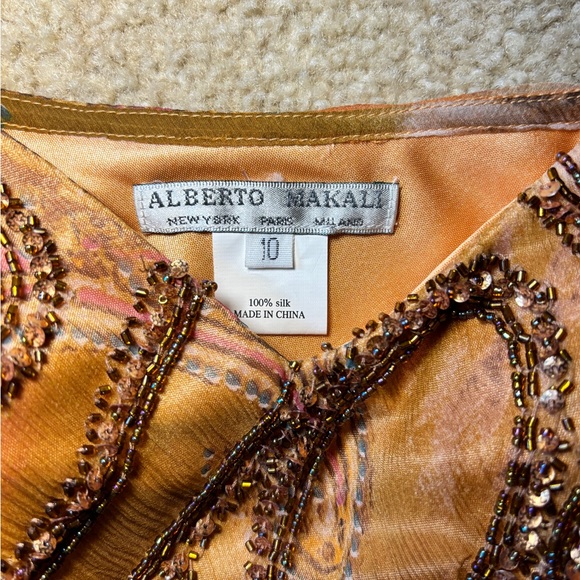 ALBERTO MAKALI
NEW YORK PARIS MILANO
10
100% silk
MADE IN CHINA